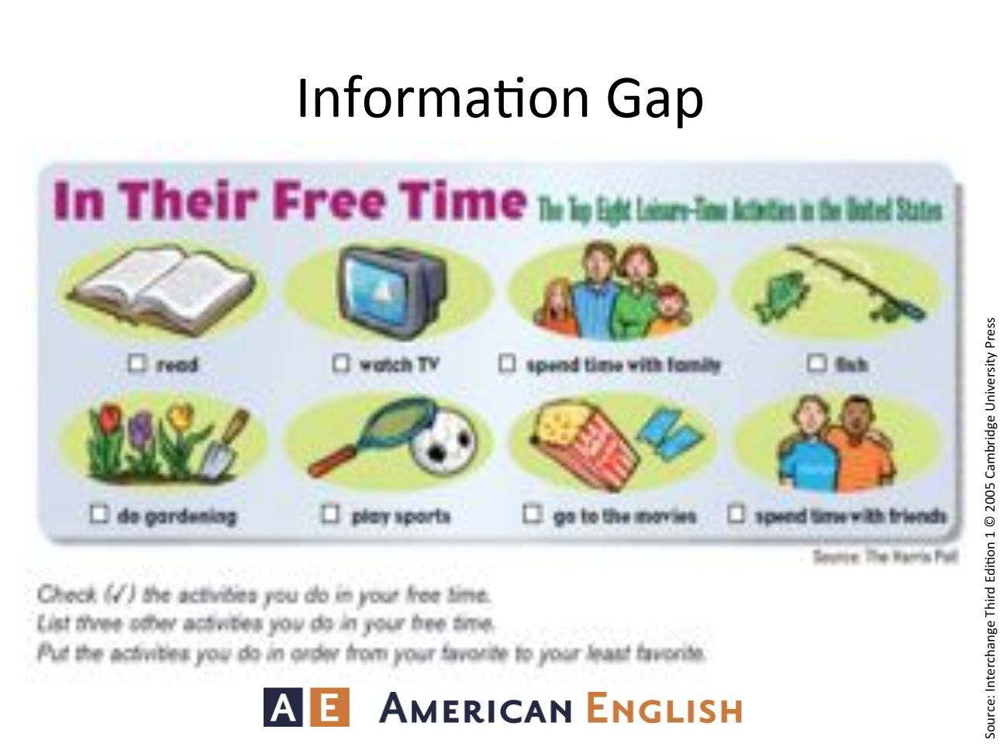 Information Gap
In Their Free Time The Top Eight Leisure-Time Activities in the United States
read
watch TV
spend time with family
fish
do gardening
play sports
go to the movies
spend time with friends
Source: The Harris Poll
Check (✓) the activities you do in your free time.
List three other activities you do in your free time.
Put the activities you do in order from your favorite to your least favorite.
AE AMERICAN ENGLISH
Source: Interchange Third Edition 1 © 2005 Cambridge University Press